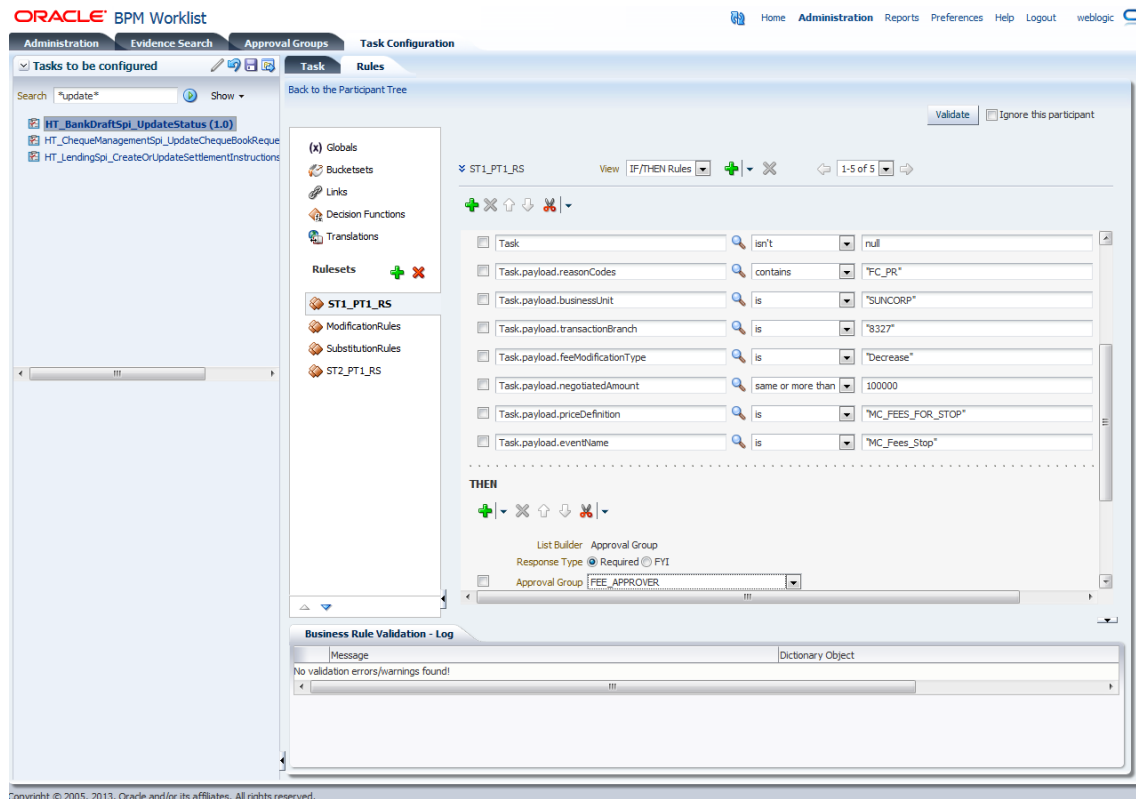 ORACLE BPM Worklist
Home Administration Reports Preferences Help Logout weblogic
Administration Evidence Search Approval Groups Task Configuration
Tasks to be configured
Task Rules
Search *update* Show
Back to the Participant Tree
Validate Ignore this participant
HT_BankDraftSpi_UpdateStatus (1.0)
HT_ChequeManagementSpi_UpdateChequeBookReque
HT_LendingSpi_CreateOrUpdateSettlementInstructions
(x) Globals
Bucketsets
Links
Decision Functions
Translations
Rulesets
ST1_PT1_RS
ModificationRules
SubstitutionRules
ST2_PT1_RS
ST1_PT1_RS View IF/THEN Rules 1-5 of 5
Task isn't null
Task.payload.reasonCodes contains "FC_PR"
Task.payload.businessUnit is "SUNCORP"
Task.payload.transactionBranch is "8327"
Task.payload.feeModificationType is "Decrease"
Task.payload.negotiatedAmount same or more than 100000
Task.payload.priceDefinition is "MC_FEES_FOR_STOP"
Task.payload.eventName is "MC_Fees_Stop"
THEN
List Builder Approval Group
Response Type Required FYI
Approval Group FEE_APPROVER
Business Rule Validation - Log
Message Dictionary Object
No validation errors/warnings found!
Copyright © 2005, 2013, Oracle and/or its affiliates. All rights reserved.